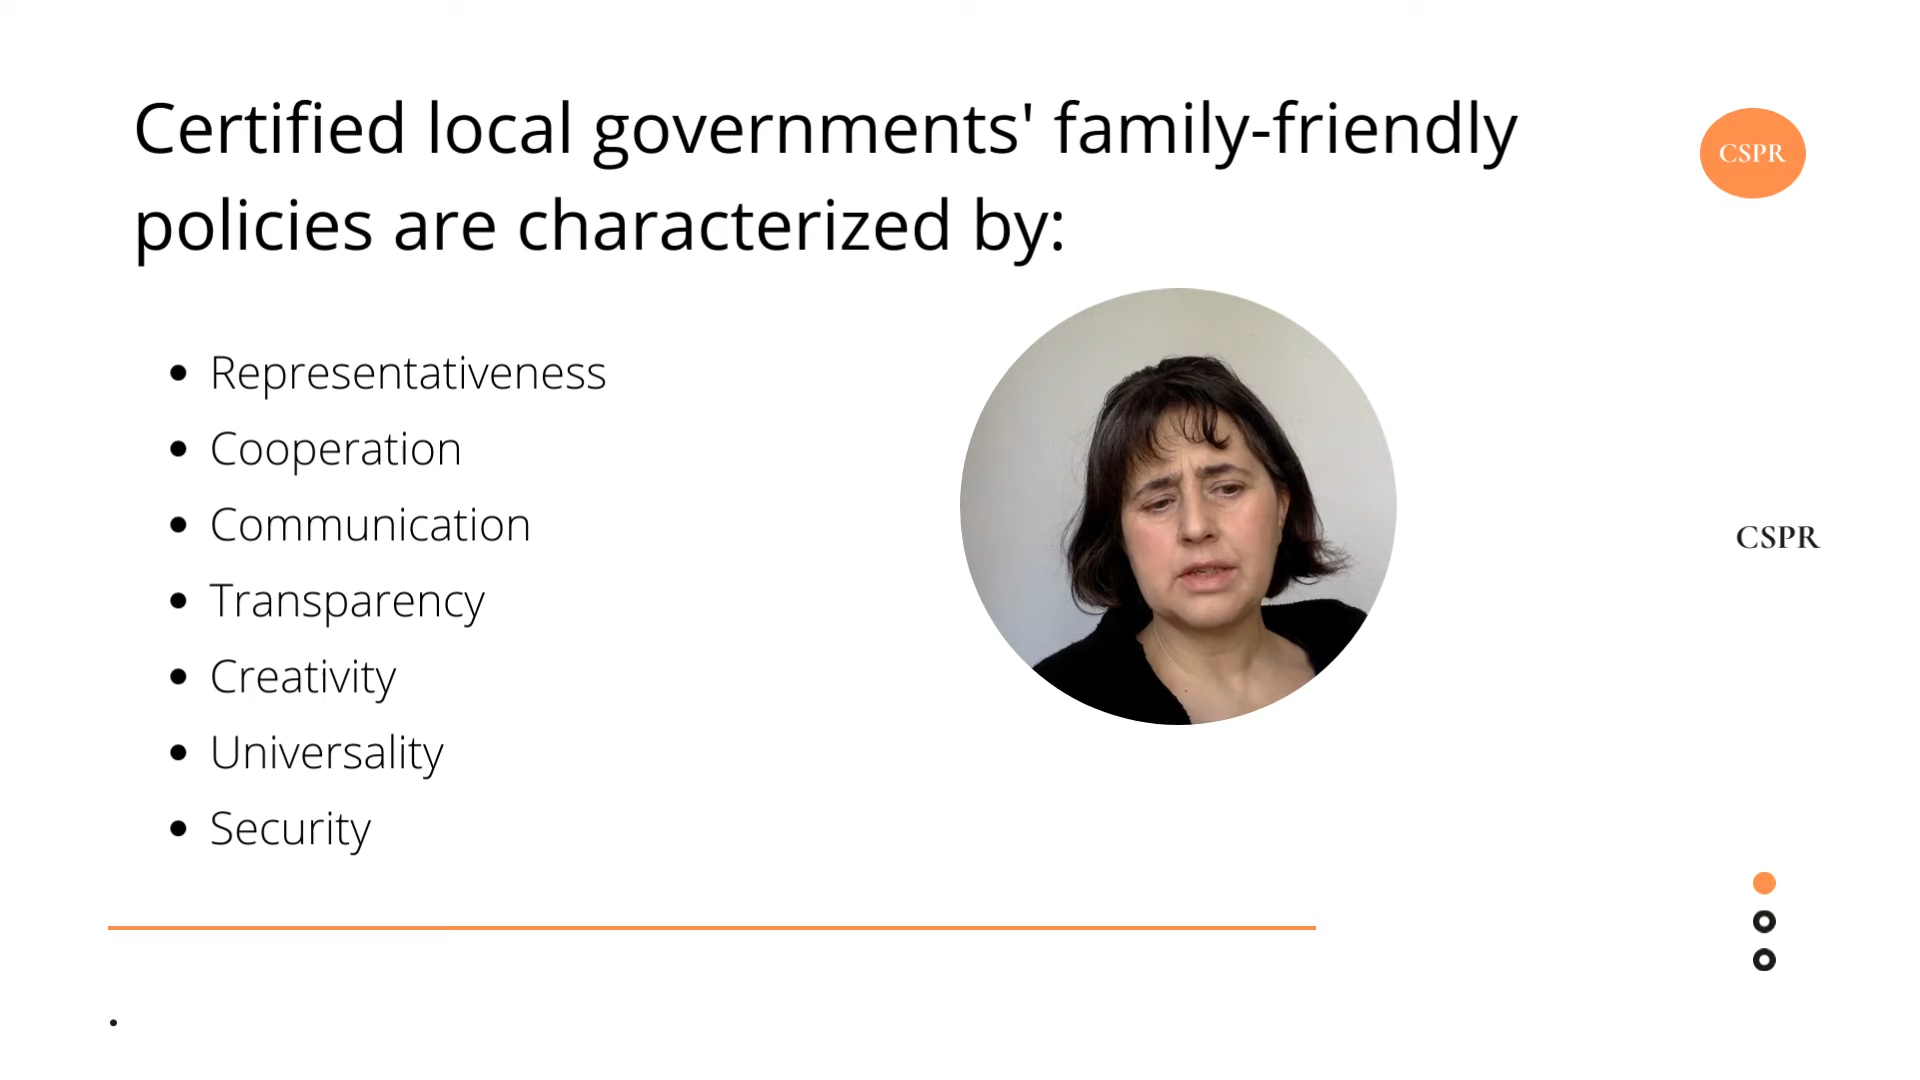 Certified local governments' family-friendly
policies are characterized by:
CSPR
• Representativeness
• Cooperation
• Communication
• Transparency
• Creativity
• Universality
• Security
CSPR